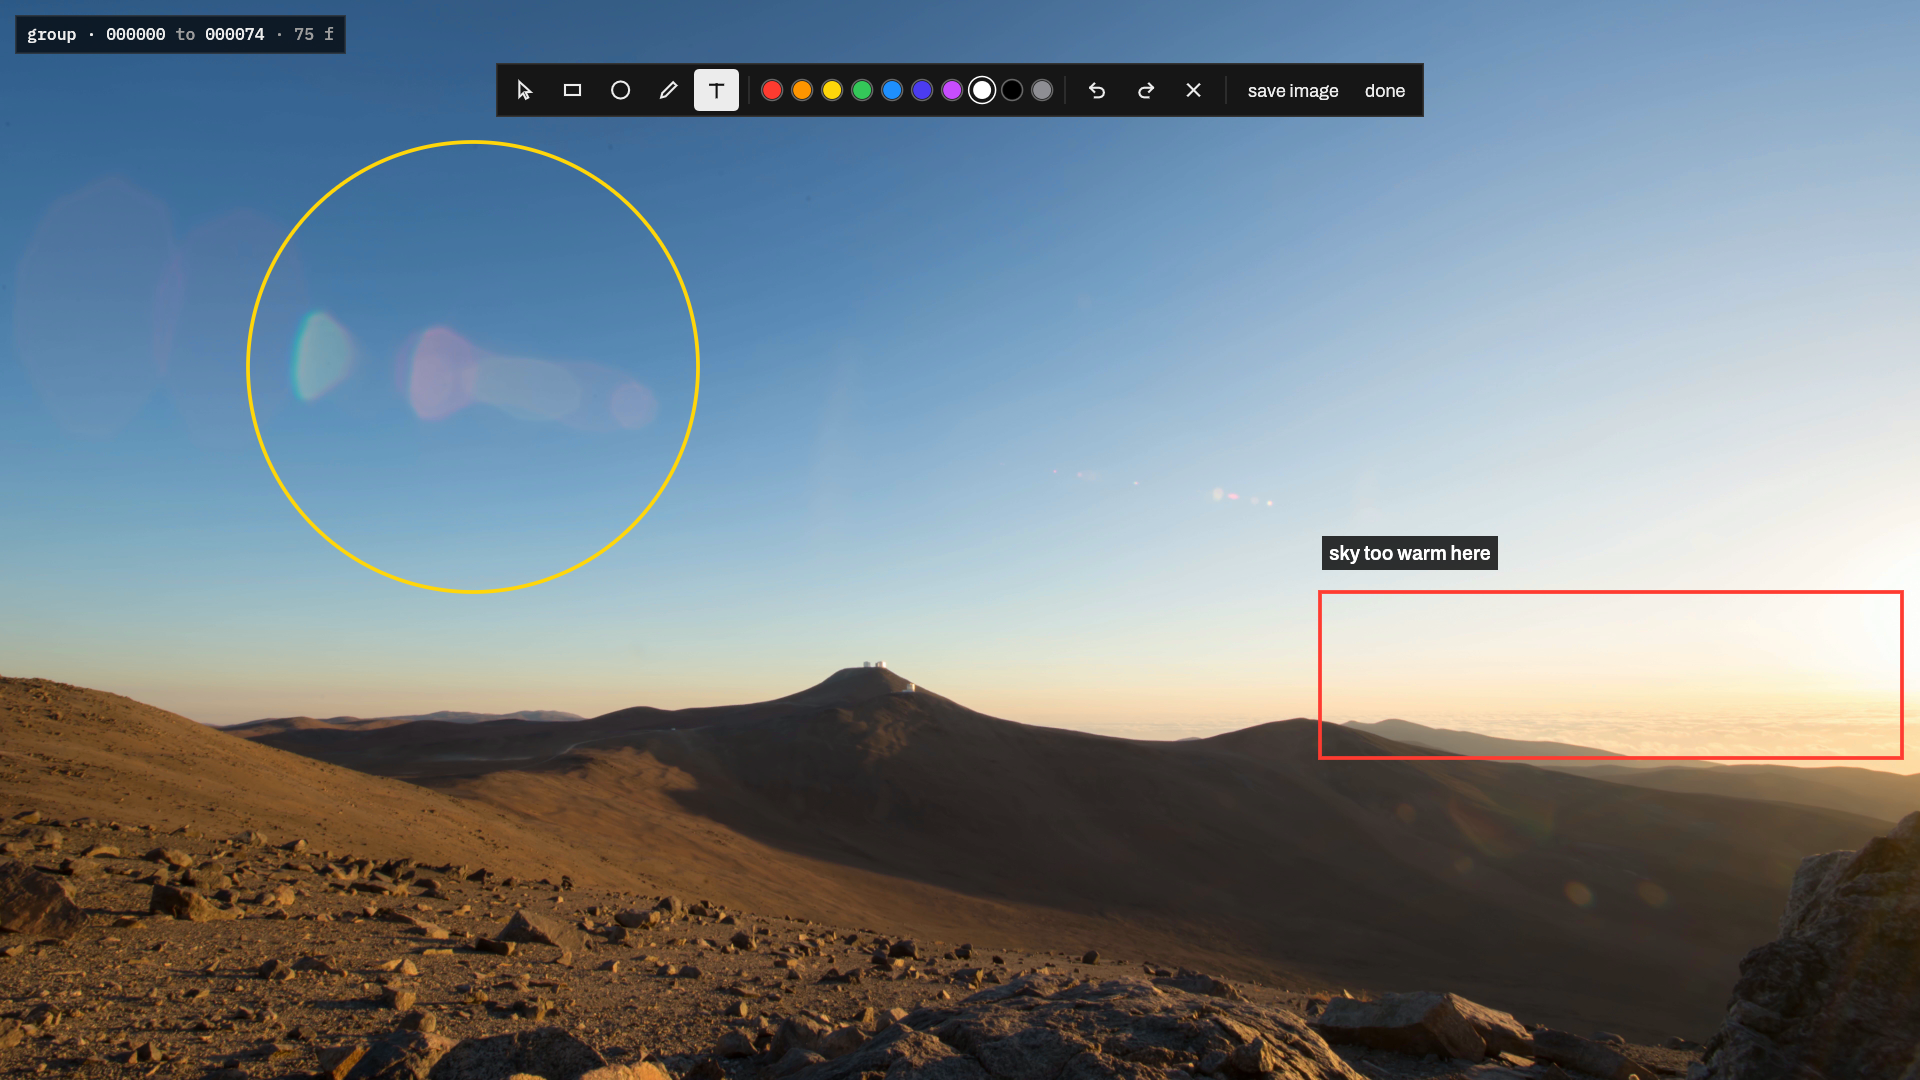 group · 000000 to 000074 · 75 f
save image done
sky too warm here